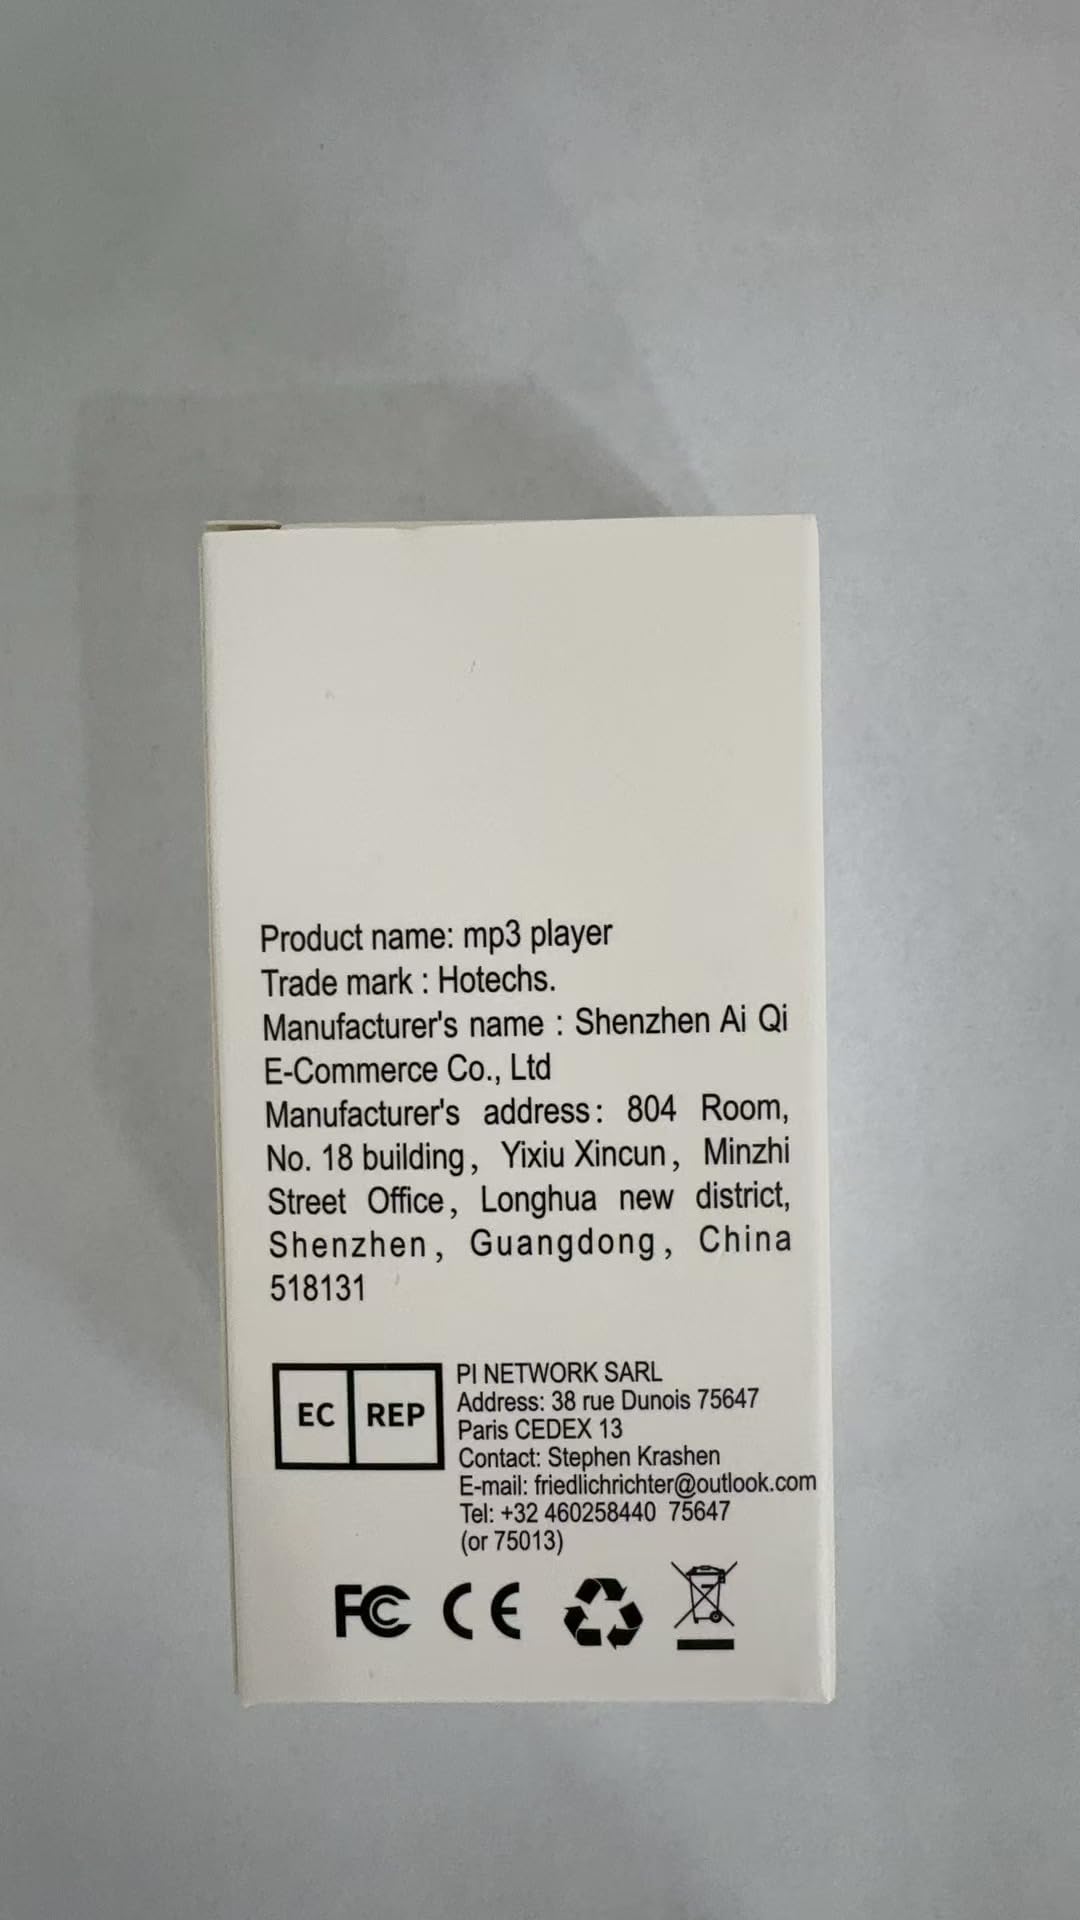 Product name: mp3 player
Trade mark : Hotechs.
Manufacturer's name : Shenzhen Ai Qi
E-Commerce Co., Ltd
Manufacturer's address: 804 Room,
No. 18 building, Yixiu Xincun, Minzhi
Street Office, Longhua new district,
Shenzhen, Guangdong, China
518131
EC REP
PI NETWORK SARL
Address: 38 rue Dunois 75647
Paris CEDEX 13
Contact: Stephen Krashen
E-mail: friedlichrichter@outlook.com
Tel: +32 460258440 75647
(or 75013)
FC CE